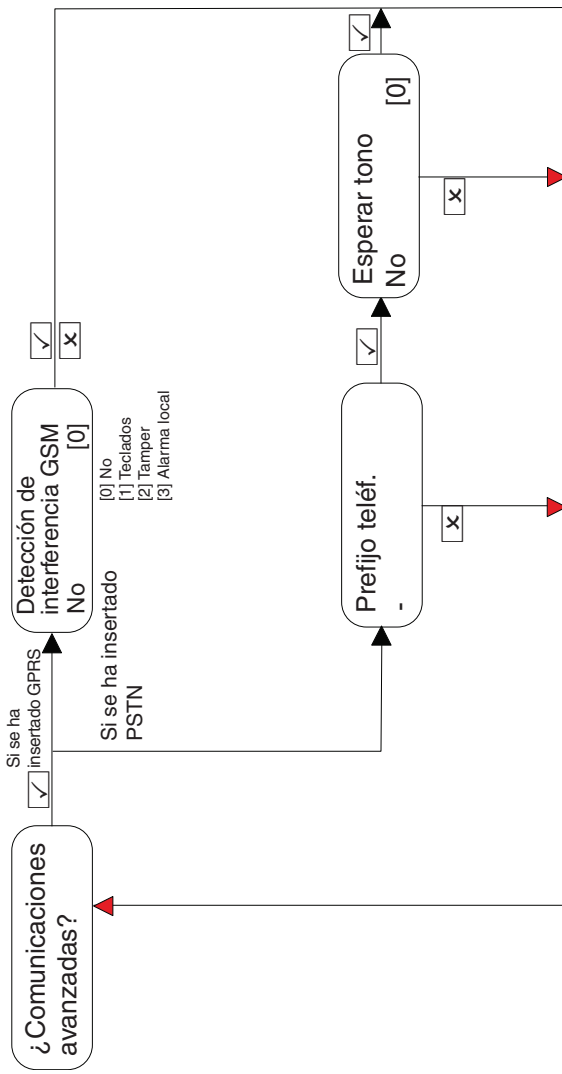 ¿Comunicaciones
avanzadas?
✓
Si se ha
insertado GPRS
Detección de
interferencia GSM
No [0]
[0] No
[1] Teclados
[2] Tamper
[3] Alarma local
✓
x
Si se ha insertado
PSTN
Prefijo teléf.
-
✓
x
Esperar tono
No [0]
✓
x